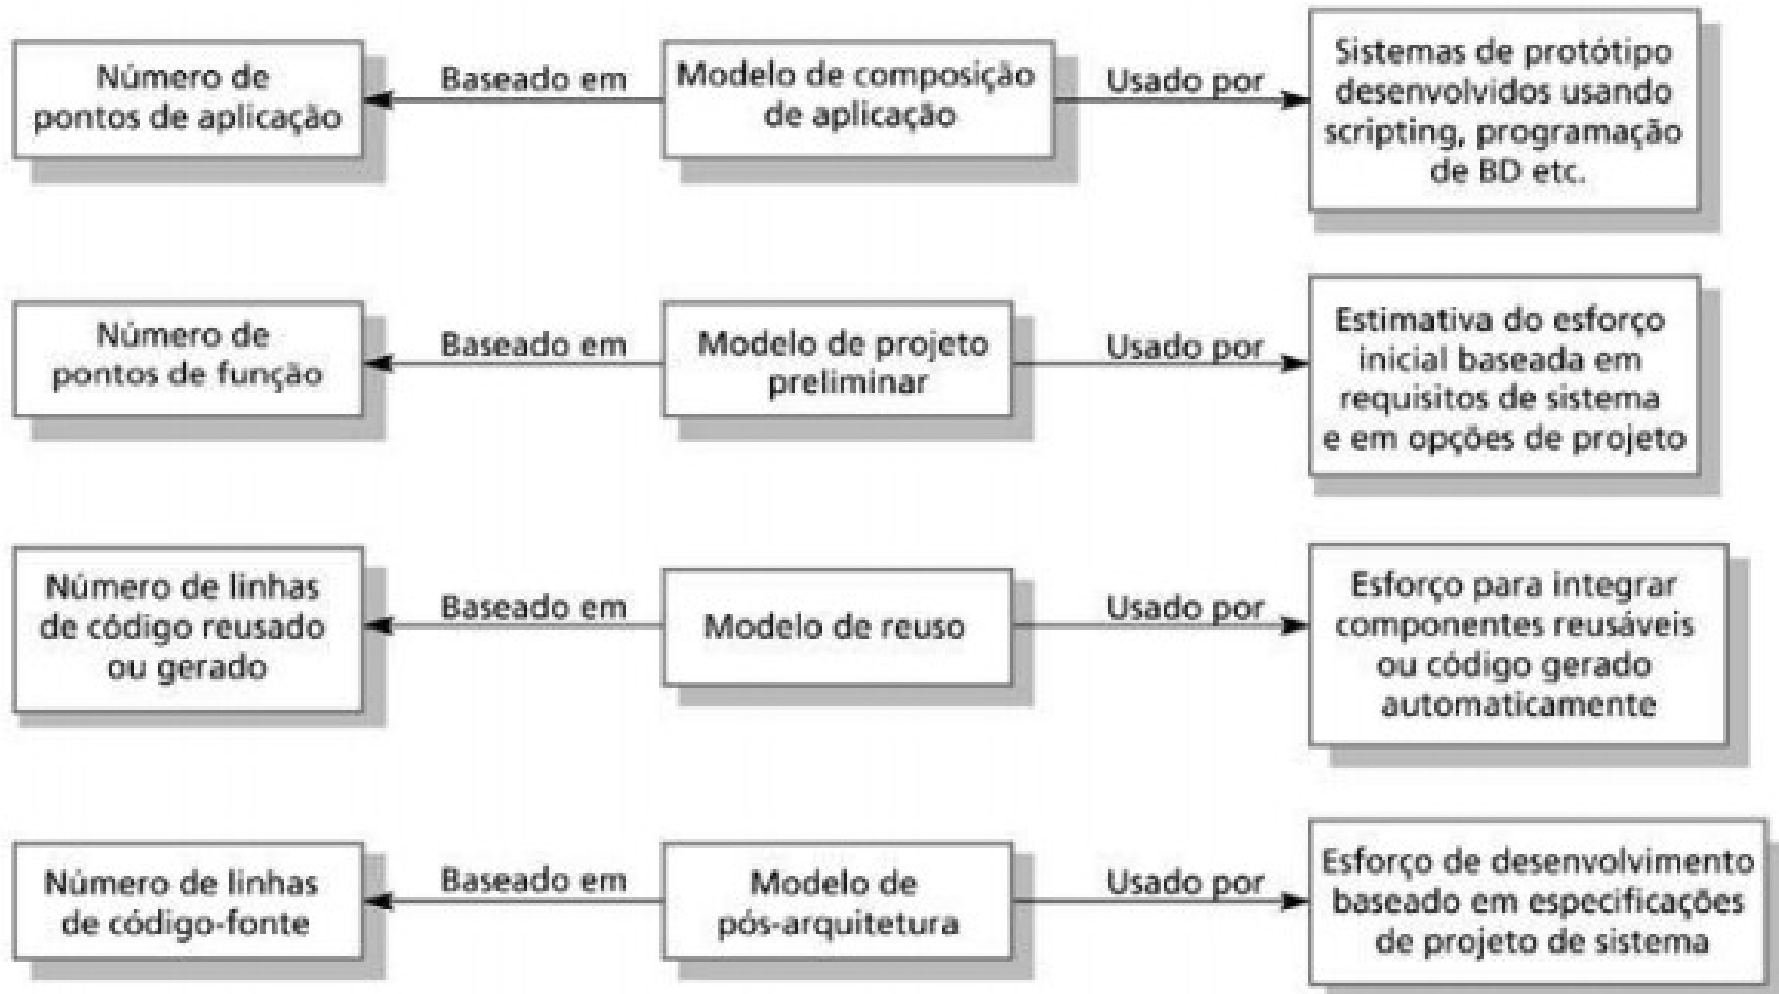 Número de
pontos de aplicação
Baseado em
Modelo de composição
de aplicação
Usado por
Sistemas de protótipo
desenvolvidos usando
scripting, programação
de BD etc.
Número de
pontos de função
Baseado em
Modelo de projeto
preliminar
Usado por
Estimativa do esforço
inicial baseada em
requisitos de sistema
e em opções de projeto
Número de linhas
de código reusado
ou gerado
Baseado em
Modelo de reuso
Usado por
Esforço para integrar
componentes reusáveis
ou código gerado
automaticamente
Número de linhas
de código-fonte
Baseado em
Modelo de
pós-arquitetura
Usado por
Esforço de desenvolvimento
baseado em especificações
de projeto de sistema